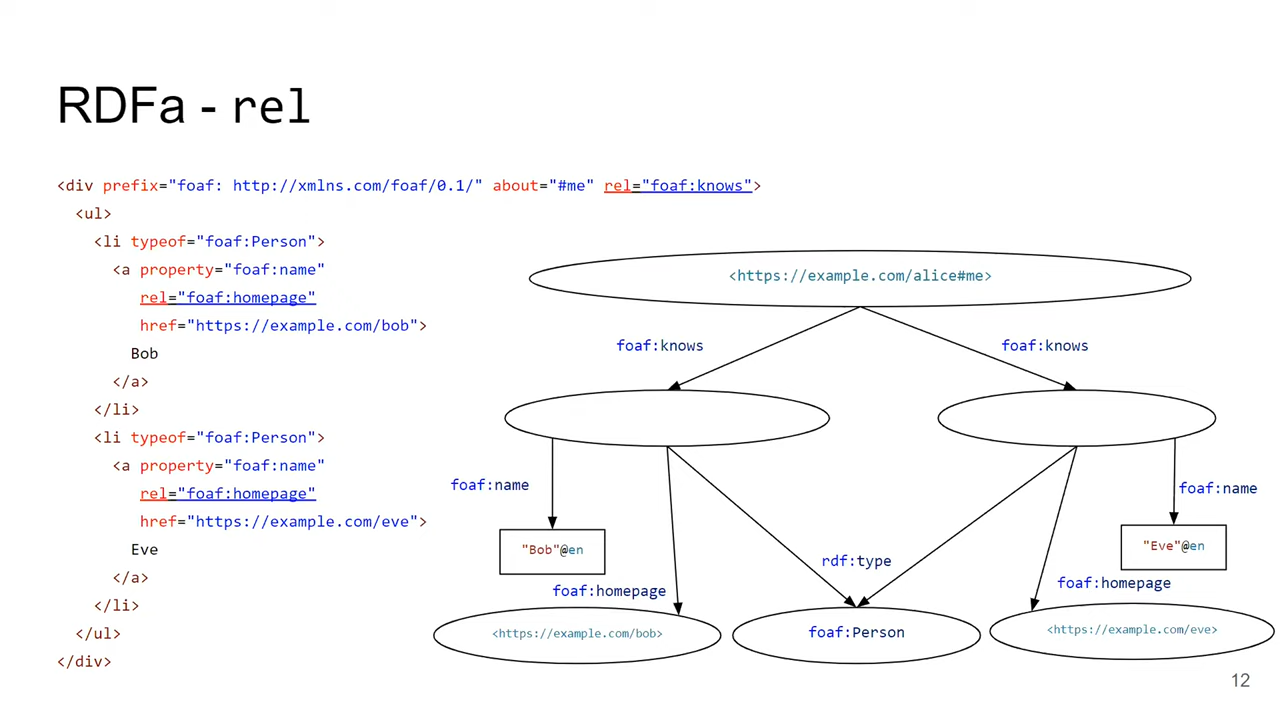 RDFa - rel
<div prefix="foaf: http://xmlns.com/foaf/0.1/" about="#me" rel="foaf:knows">
<ul>
<li typeof="foaf:Person">
<a property="foaf:name"
rel="foaf:homepage"
href="https://example.com/bob">
Bob
</a>
</li>
<li typeof="foaf:Person">
<a property="foaf:name"
rel="foaf:homepage"
href="https://example.com/eve">
Eve
</a>
</li>
</ul>
</div>
<https://example.com/alice#me>
foaf:knows
foaf:knows
foaf:name
foaf:name
"Bob"@en
"Eve"@en
rdf:type
foaf:homepage
foaf:homepage
<https://example.com/bob>
foaf:Person
<https://example.com/eve>
12